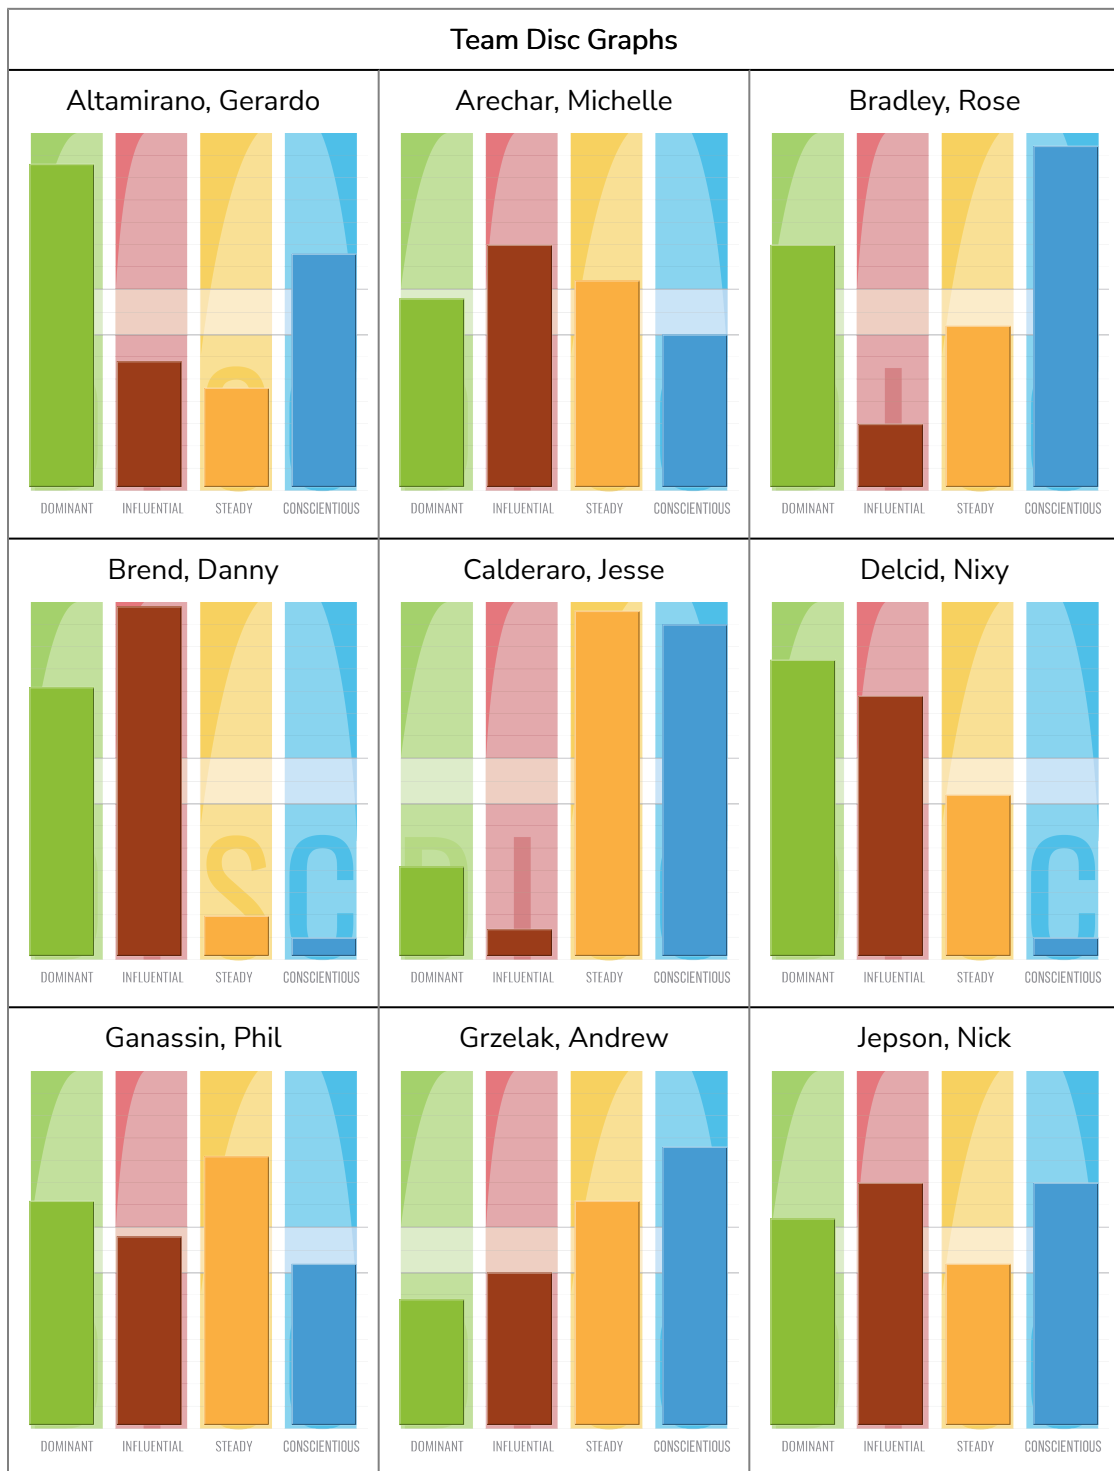 Team Disc Graphs
Altamirano, Gerardo
Arechar, Michelle
Bradley, Rose
S
I
DOMINANT INFLUENTIAL STEADY CONSCIENTIOUS
DOMINANT INFLUENTIAL STEADY CONSCIENTIOUS
DOMINANT INFLUENTIAL STEADY CONSCIENTIOUS
Brend, Danny
Calderaro, Jesse
Delcid, Nixy
S C
D I
C
DOMINANT INFLUENTIAL STEADY CONSCIENTIOUS
DOMINANT INFLUENTIAL STEADY CONSCIENTIOUS
DOMINANT INFLUENTIAL STEADY CONSCIENTIOUS
Ganassin, Phil
Grzelak, Andrew
Jepson, Nick
DOMINANT INFLUENTIAL STEADY CONSCIENTIOUS
DOMINANT INFLUENTIAL STEADY CONSCIENTIOUS
DOMINANT INFLUENTIAL STEADY CONSCIENTIOUS